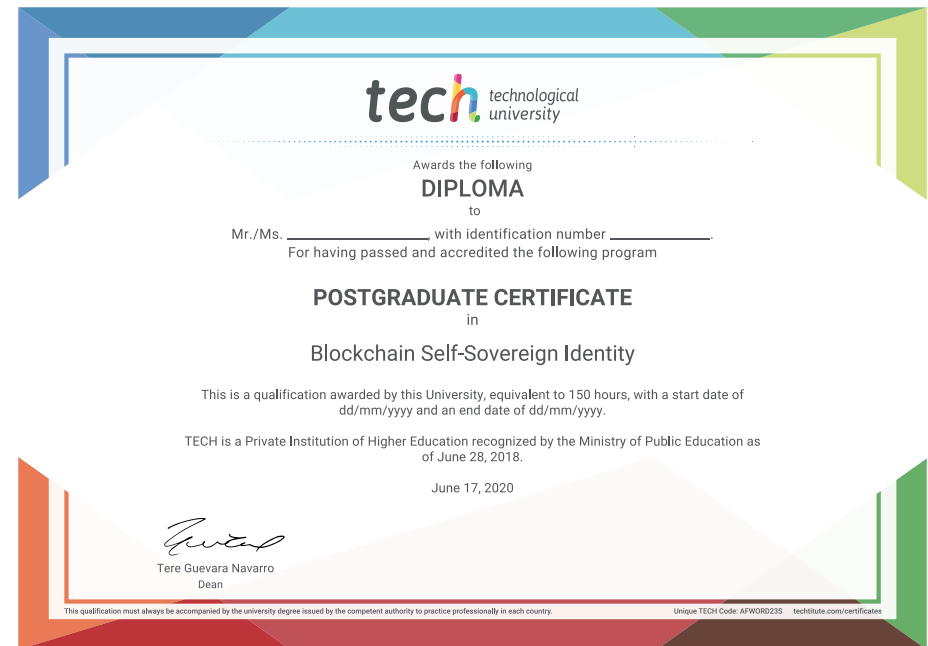 tech technological
university
Awards the following
DIPLOMA
to
Mr./Ms. ____________________, with identification number ______________.
For having passed and accredited the following program
POSTGRADUATE CERTIFICATE
in
Blockchain Self-Sovereign Identity
This is a qualification awarded by this University, equivalent to 150 hours, with a start date of
dd/mm/yyyy and an end date of dd/mm/yyyy.
TECH is a Private Institution of Higher Education recognized by the Ministry of Public Education as
of June 28, 2018.
June 17, 2020
Tere Guevara Navarro
Dean
This qualification must always be accompanied by the university degree issued by the competent authority to practice professionally in each country.
Unique TECH Code: AFWORD23S techtitute.com/certificates